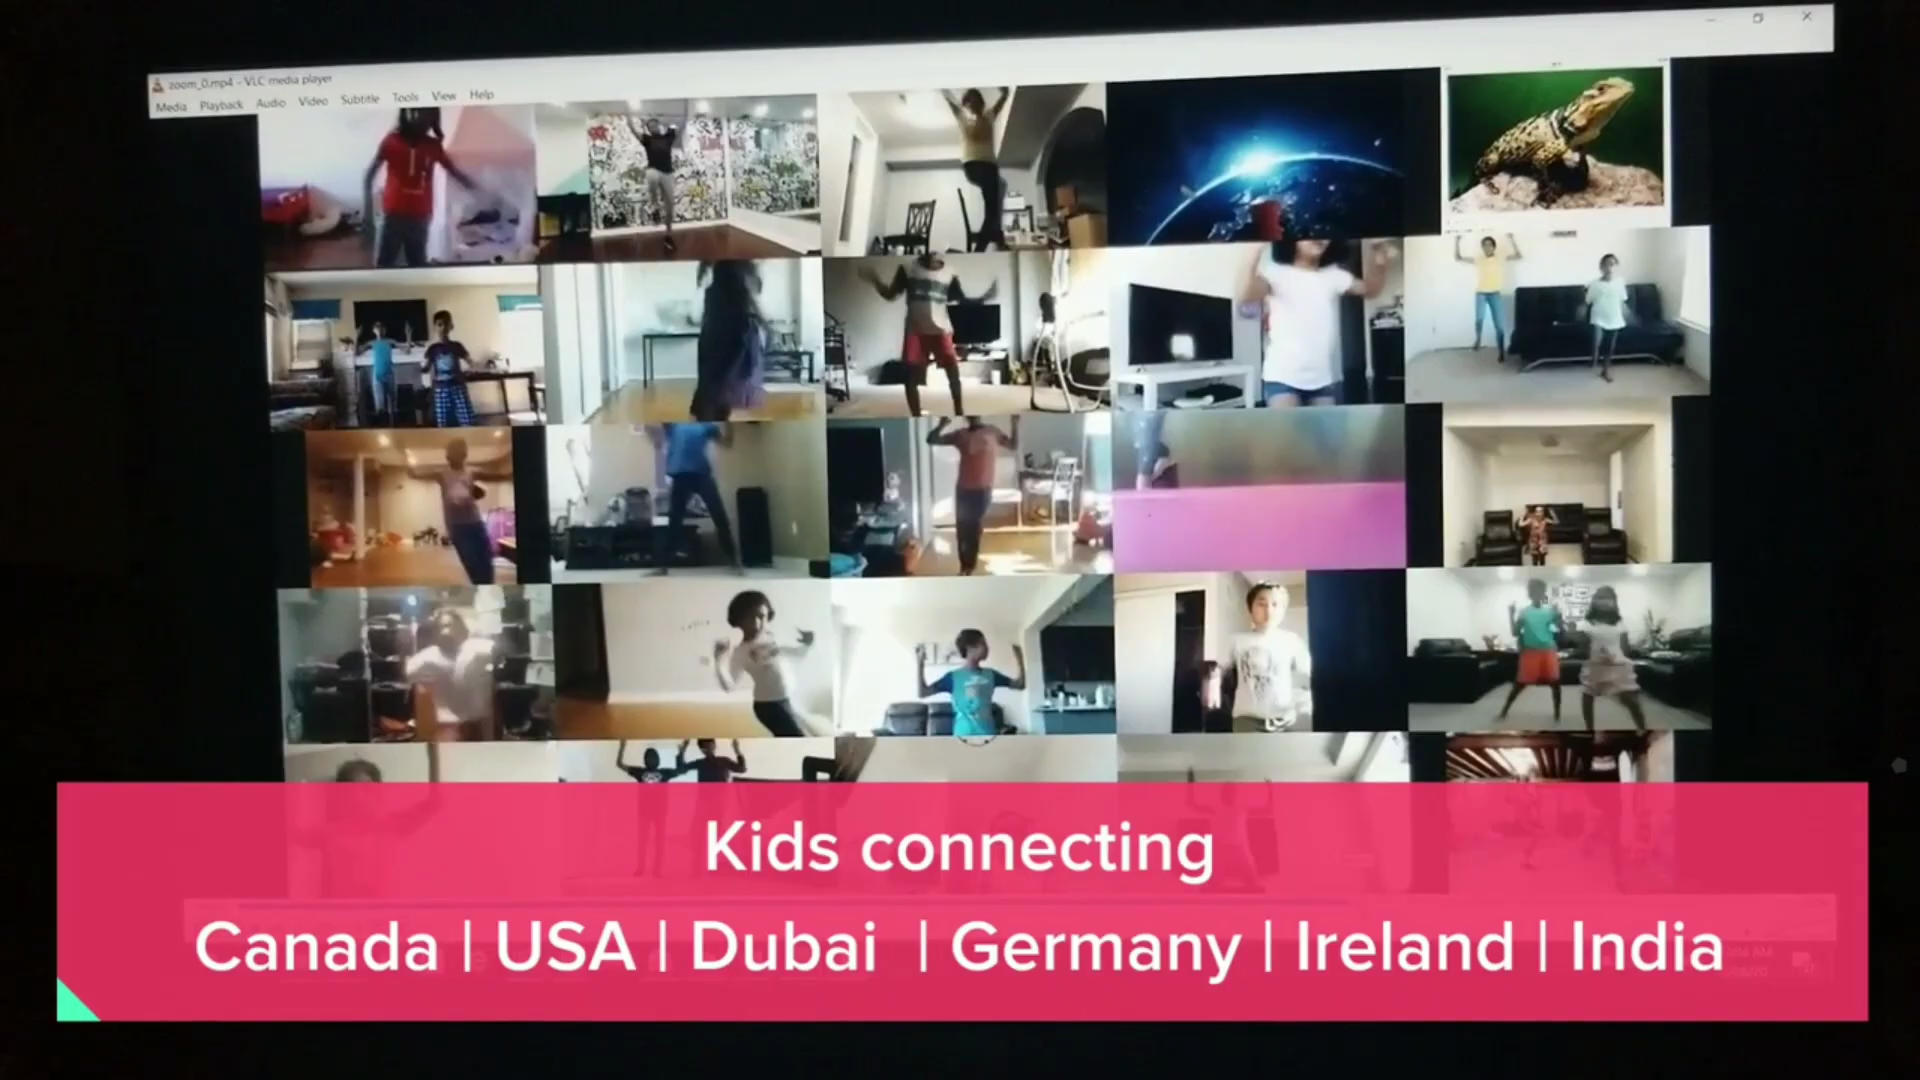 zoom_0.mp4 - VLC media player
Media Playback Audio Video Subtitle Tools View Help
Kids connecting
Canada | USA | Dubai | Germany | Ireland | India